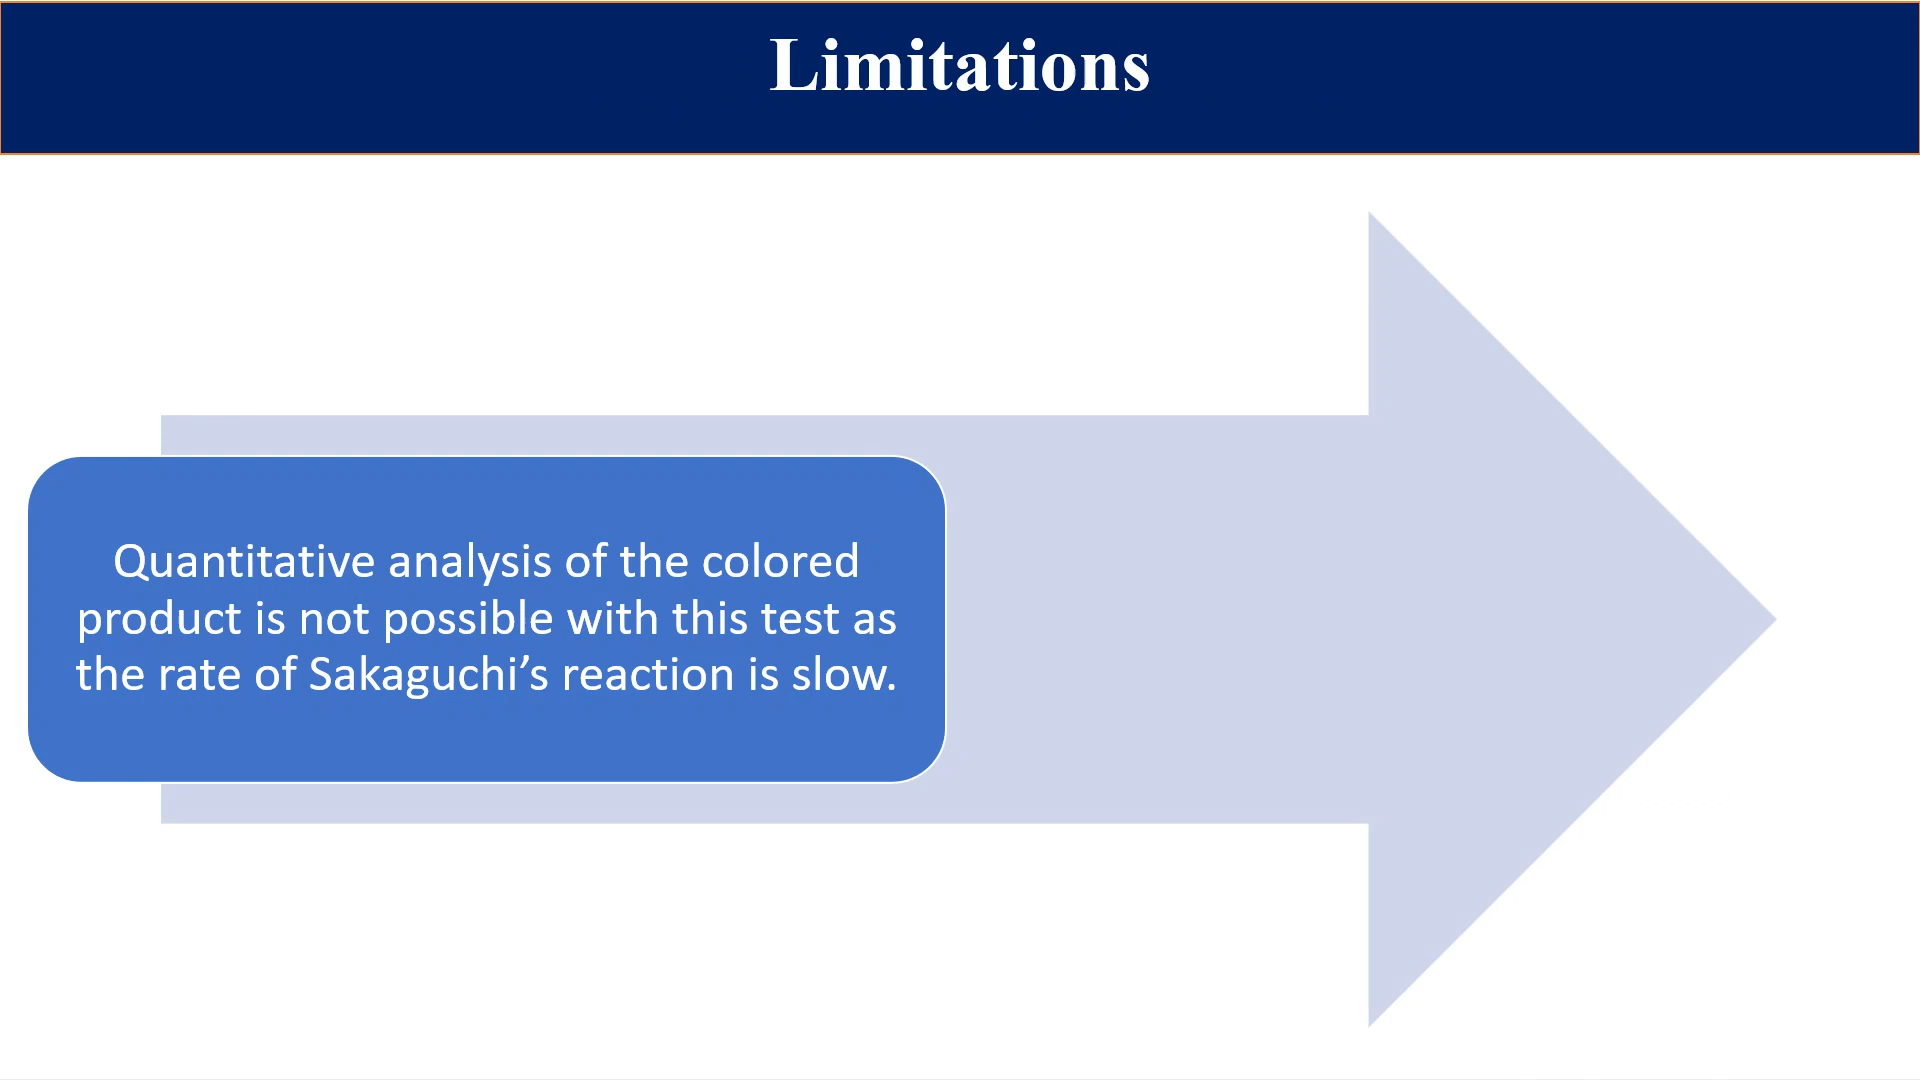 Limitations
Quantitative analysis of the colored
product is not possible with this test as
the rate of Sakaguchi’s reaction is slow.